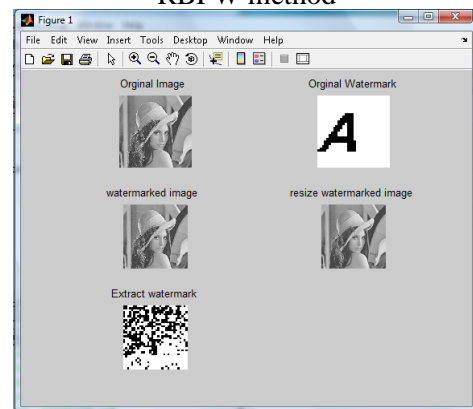 RBPW method
Figure 1
File Edit View Insert Tools Desktop Window Help
Orginal Image
Orginal Watermark
A
watermarked image
resize watermarked image
Extract watermark